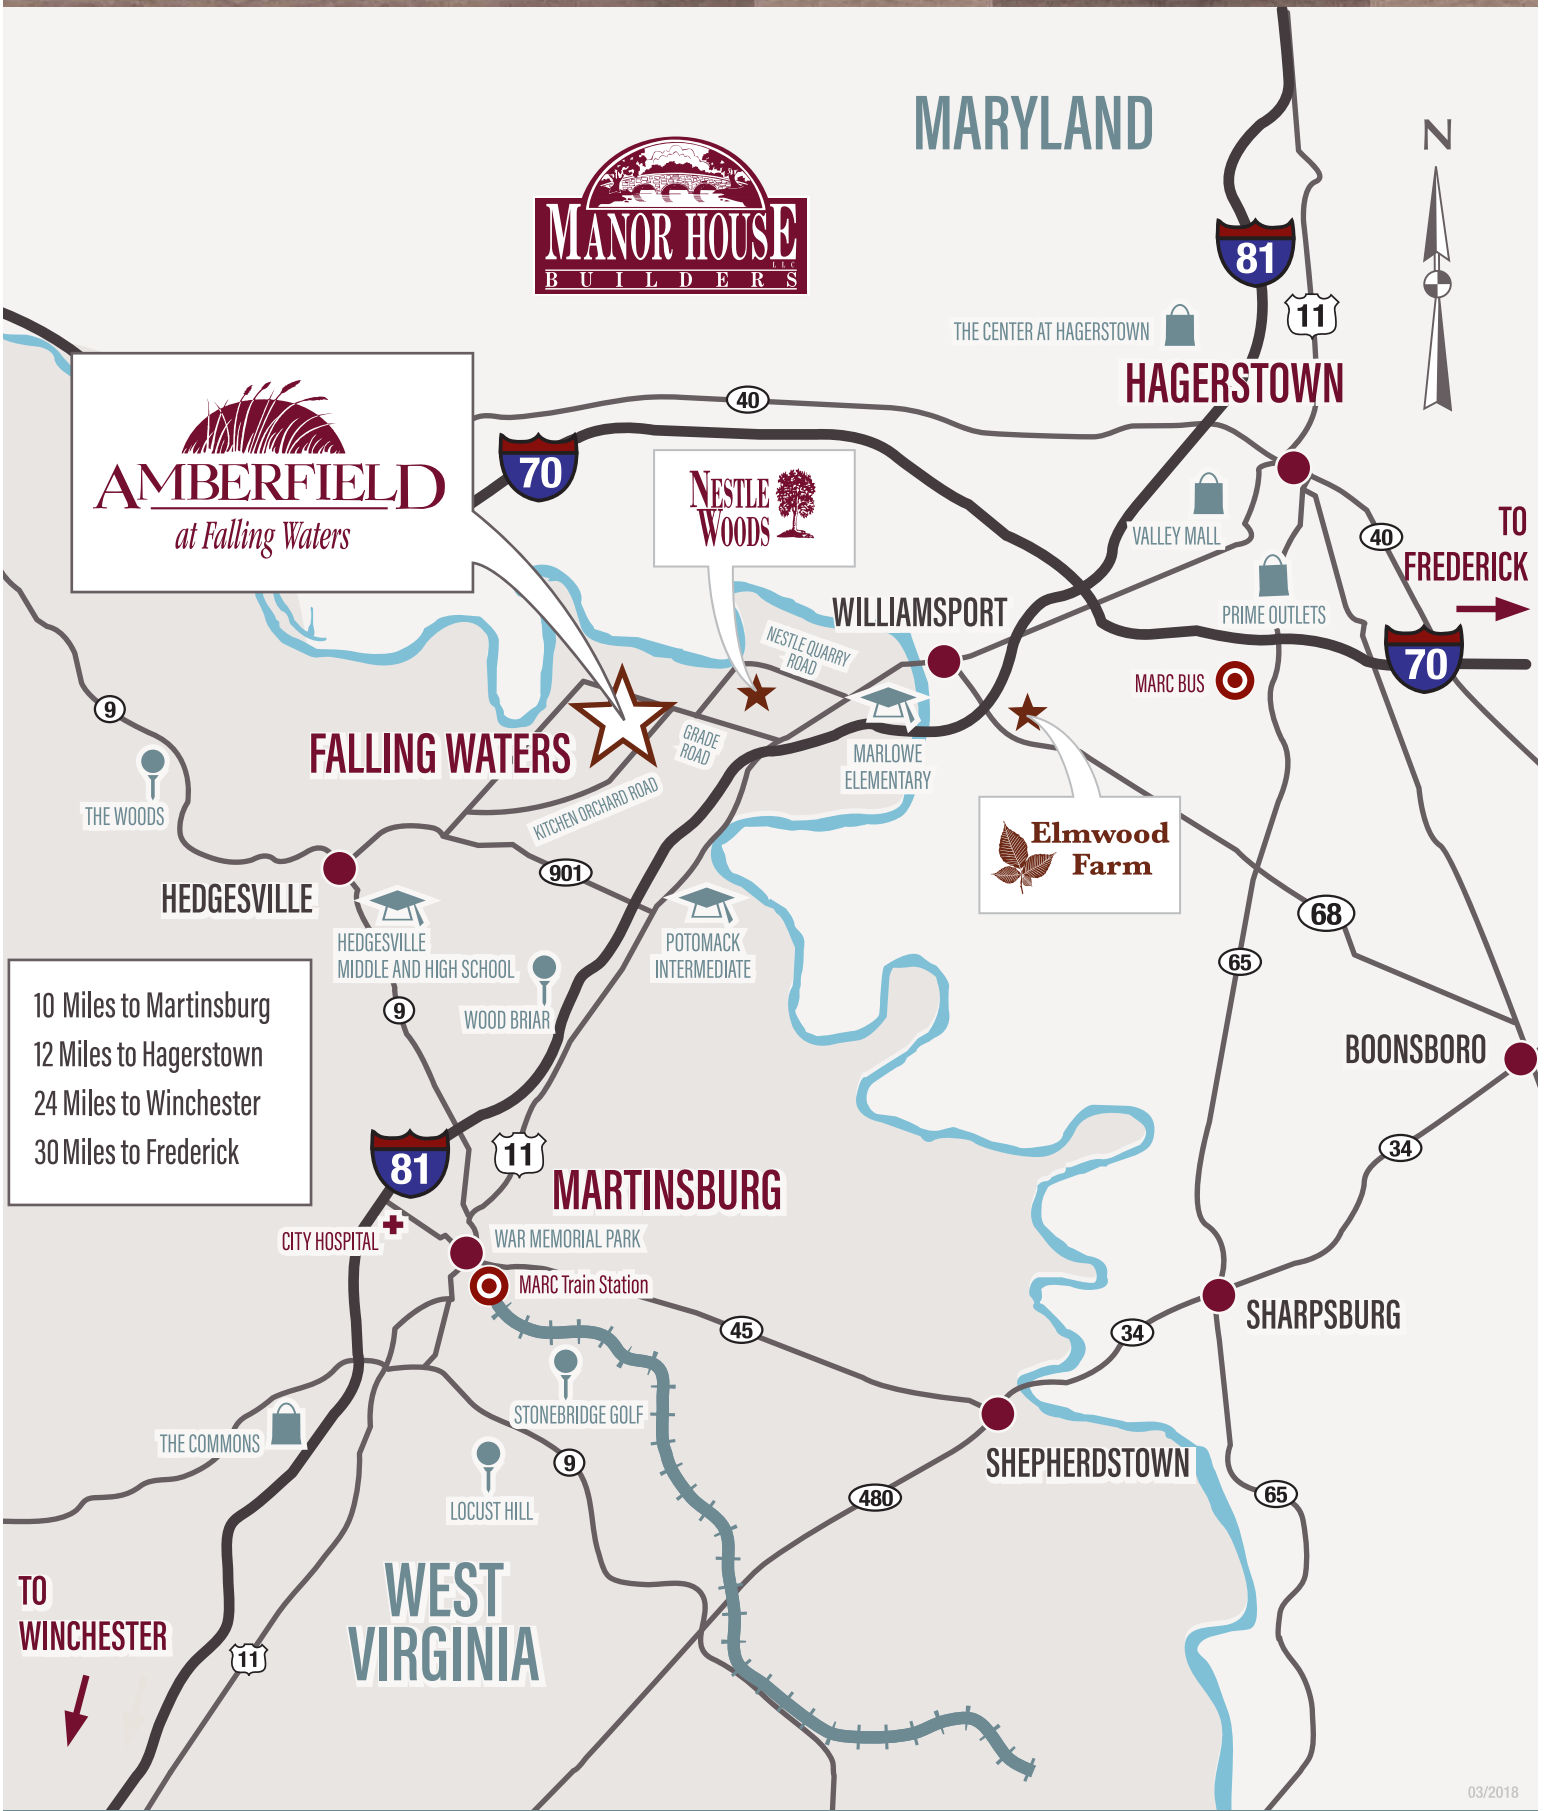 MARYLAND
N
MANOR HOUSE
LLC
BUILDERS
81
11
THE CENTER AT HAGERSTOWN
HAGERSTOWN
40
AMBERFIELD
at Falling Waters
70
NESTLE
WOODS
VALLEY MALL
40
TO
FREDERICK
PRIME OUTLETS
70
WILLIAMSPORT
NESTLE QUARRY
ROAD
MARC BUS
9
FALLING WATERS
GRADE
ROAD
MARLOWE
ELEMENTARY
THE WOODS
KITCHEN ORCHARD ROAD
Elmwood
Farm
901
HEDGESVILLE
68
HEDGESVILLE
MIDDLE AND HIGH SCHOOL
POTOMACK
INTERMEDIATE
65
10 Miles to Martinsburg
12 Miles to Hagerstown
24 Miles to Winchester
30 Miles to Frederick
9
WOOD BRIAR
BOONSBORO
81
11
34
MARTINSBURG
CITY HOSPITAL
WAR MEMORIAL PARK
MARC Train Station
45
34
SHARPSBURG
STONEBRIDGE GOLF
THE COMMONS
9
SHEPHERDSTOWN
LOCUST HILL
480
65
WEST
VIRGINIA
TO
WINCHESTER
11
03/2018